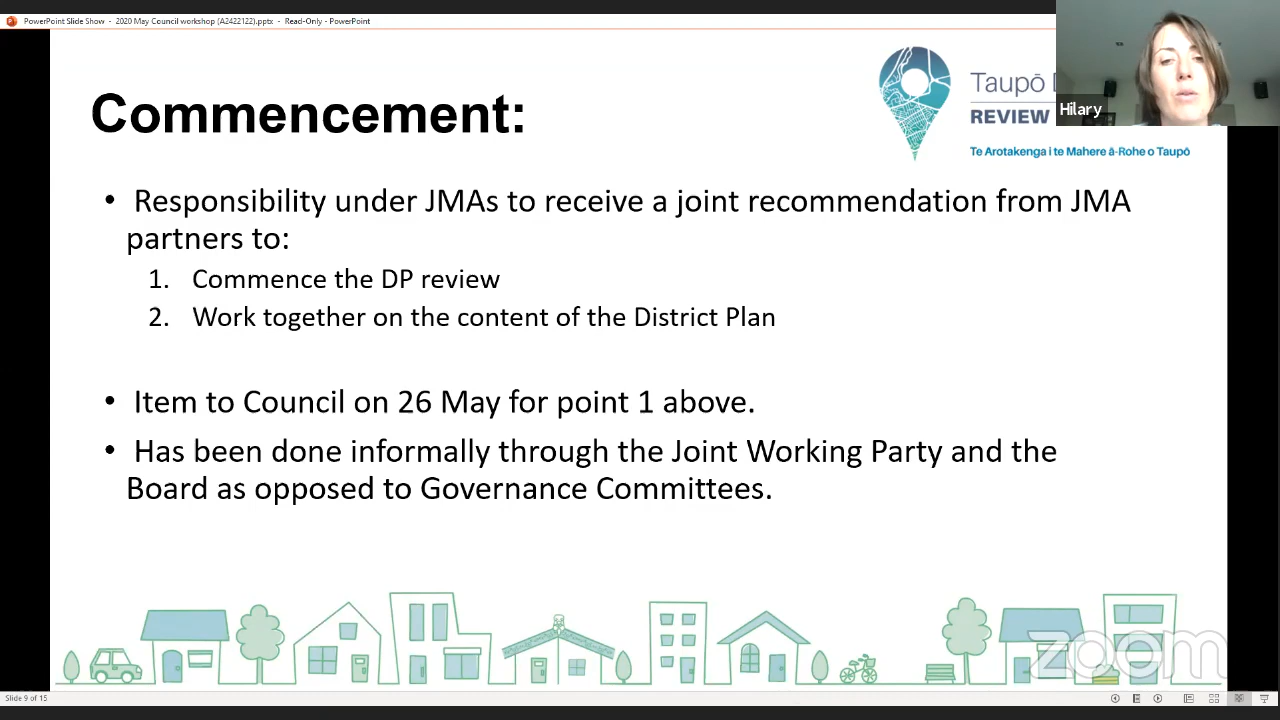 PowerPoint Slide Show - 2020 May Council workshop (A2422122).pptx - Read-Only - PowerPoint
Commencement:
Taupō
REVIEW
Te Arotakenga i te Mahere ā-Rohe o Taupō
Hilary
• Responsibility under JMAs to receive a joint recommendation from JMA
partners to:
1. Commence the DP review
2. Work together on the content of the District Plan
• Item to Council on 26 May for point 1 above.
• Has been done informally through the Joint Working Party and the
Board as opposed to Governance Committees.
zoom
Slide 9 of 15